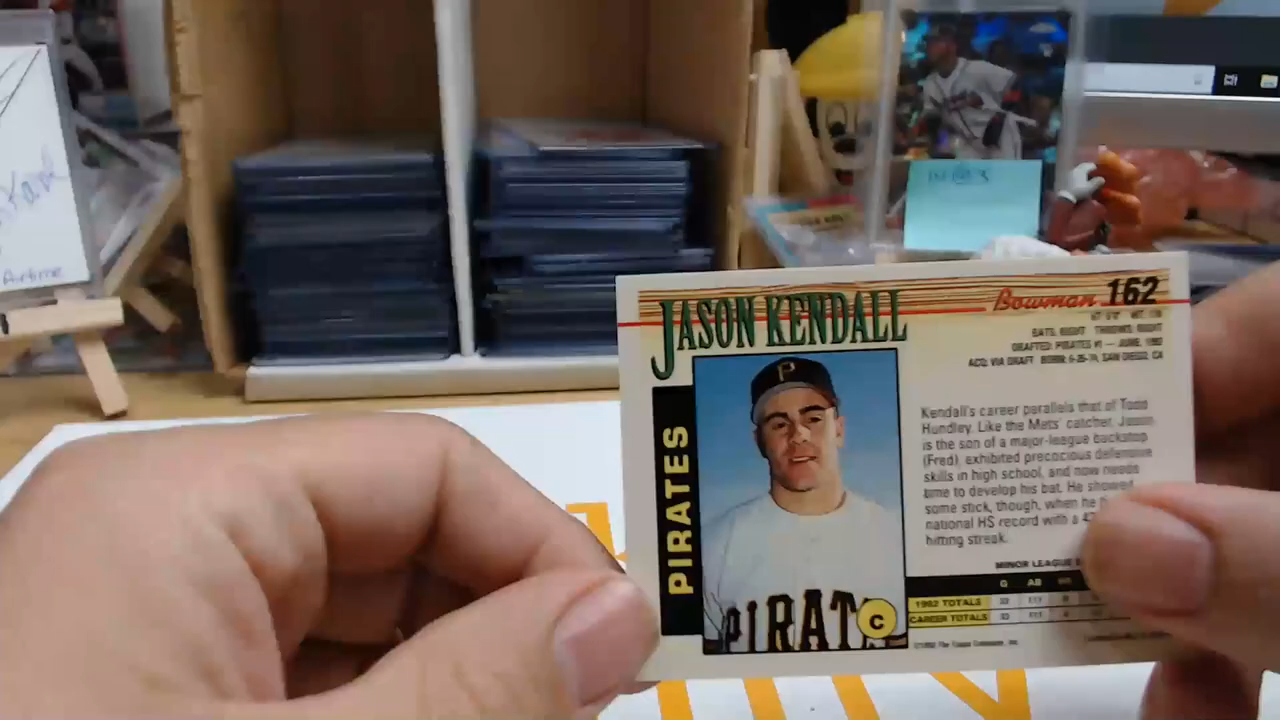 JASON KENDALL
Bowman 162
BATS: RIGHT THROWS: RIGHT
DRAFTED: PIRATES #1 — JUNE, 1992
ACQ: VIA DRAFT BORN: 6-26-74, SAN DIEGO, CA
PIRATES
P
PIRAT
C
Kendall's career parallels that of Todd
Hundley. Like the Mets' catcher, Jason
is the son of a major-league backstop
(Fred), exhibited precocious defensive
skills in high school, and now needs
time to develop his bat. He showed
some stick, though, when he
national HS record with a
hitting streak.
MINOR LEAGUE
G AB
1992 TOTALS
CAREER TOTALS
Airtime